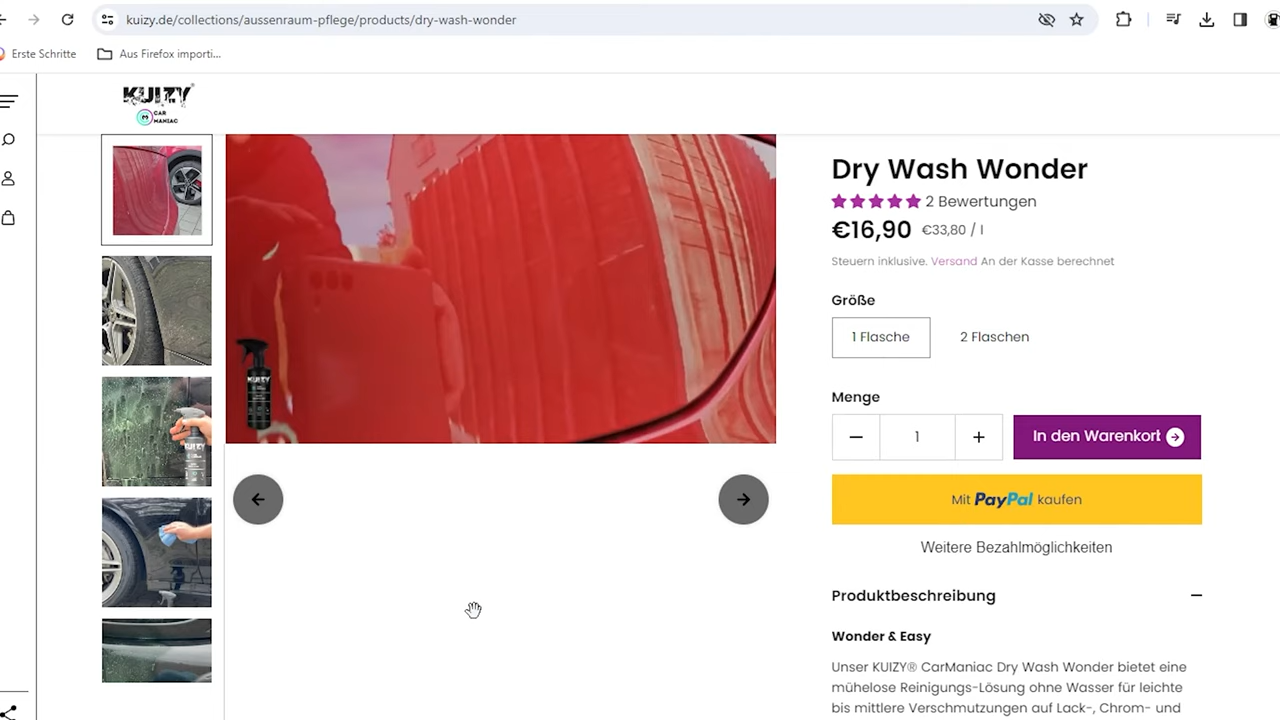 kuizy.de/collections/aussenraum-pflege/products/dry-wash-wonder
Erste Schritte
Aus Firefox importi...
KUIZY
CAR
MANIAC
KUIZY
KUIZY
Dry Wash Wonder
2 Bewertungen
€16,90 €33,80 / l
Steuern inklusive. Versand An der Kasse berechnet
Größe
1 Flasche
2 Flaschen
Menge
1
In den Warenkorb
Mit PayPal kaufen
Weitere Bezahlmöglichkeiten
Produktbeschreibung
Wonder & Easy
Unser KUIZY® CarManiac Dry Wash Wonder bietet eine
mühelose Reinigungs-Lösung ohne Wasser für leichte
bis mittlere Verschmutzungen auf Lack-, Chrom- und